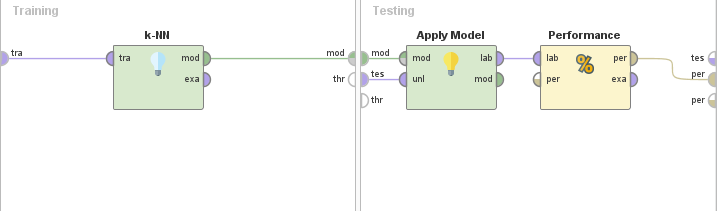 Training
k-NN
tra
tra
mod
exa
mod
thr
Testing
Apply Model
Performance
mod
tes
thr
mod
unl
lab
mod
lab
per
%
per
exa
tes
per
per